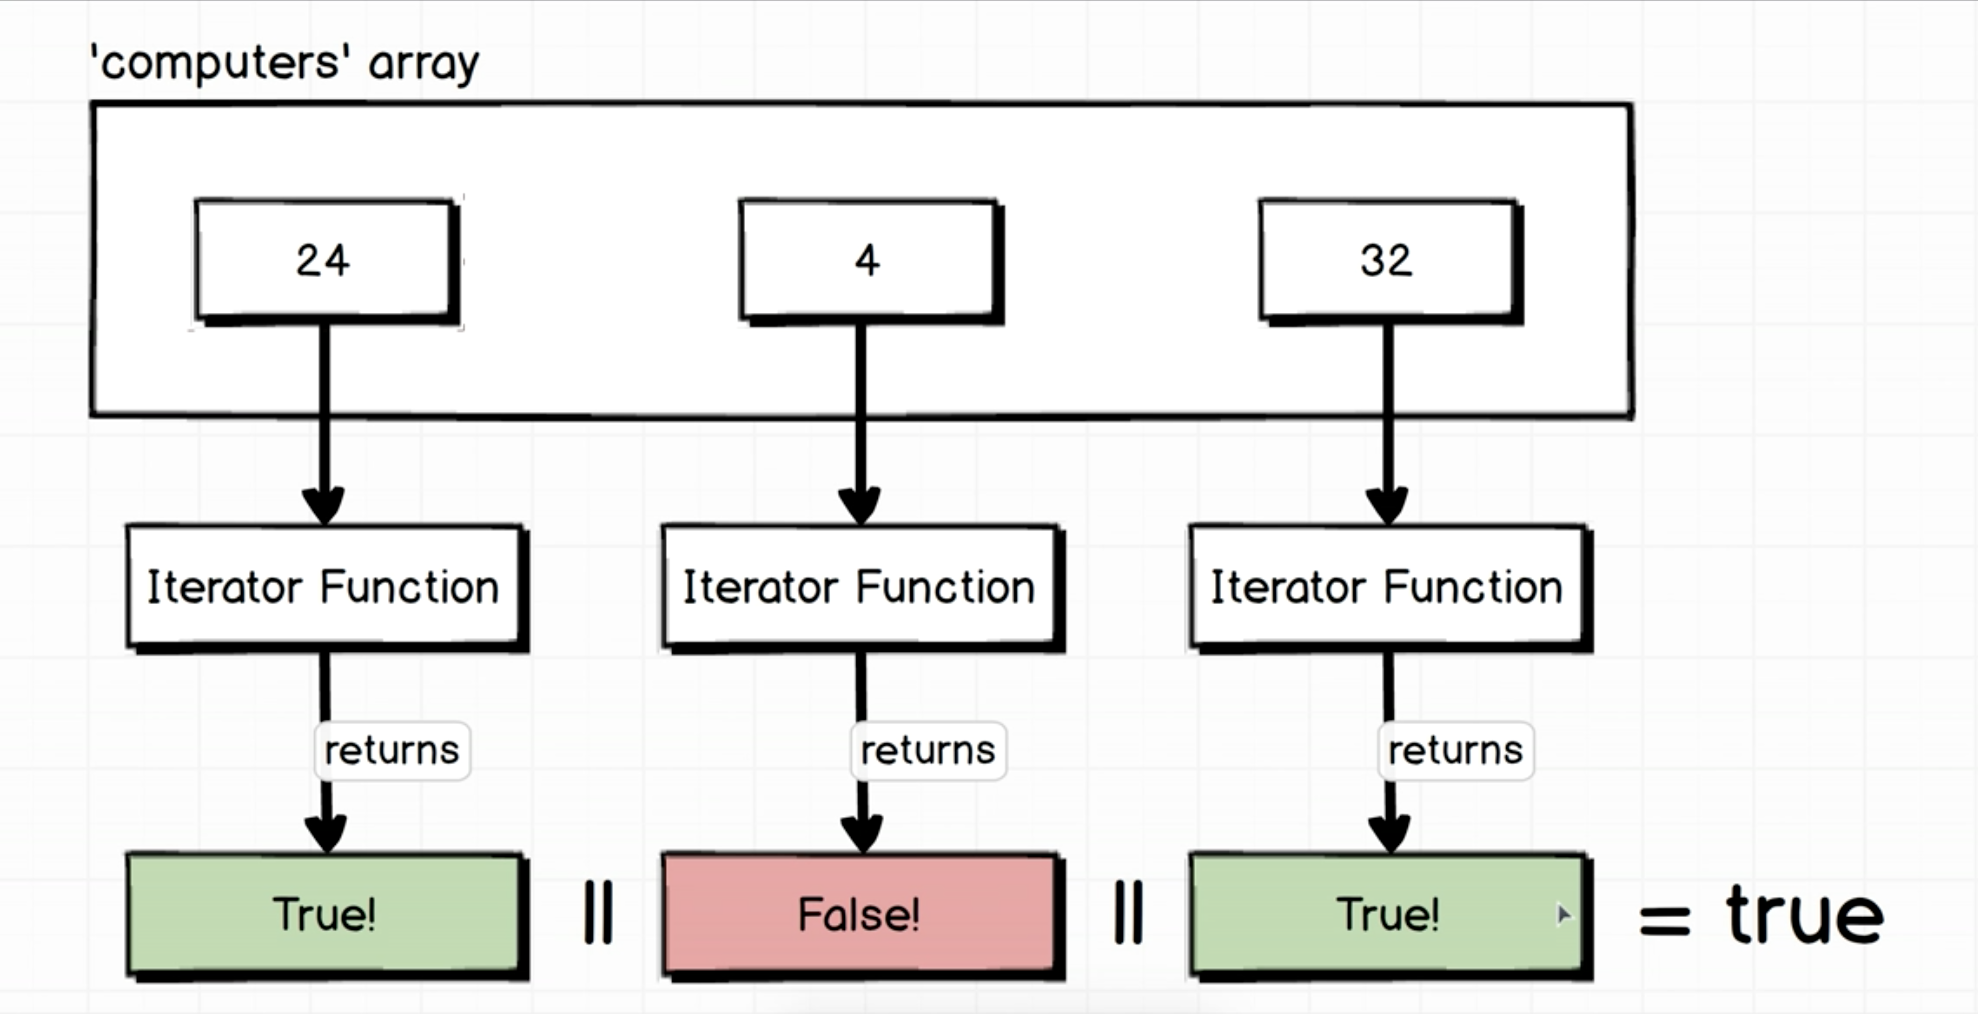 'computers' array
24
4
32
Iterator Function
Iterator Function
Iterator Function
returns
returns
returns
True!
||
False!
||
True!
= true